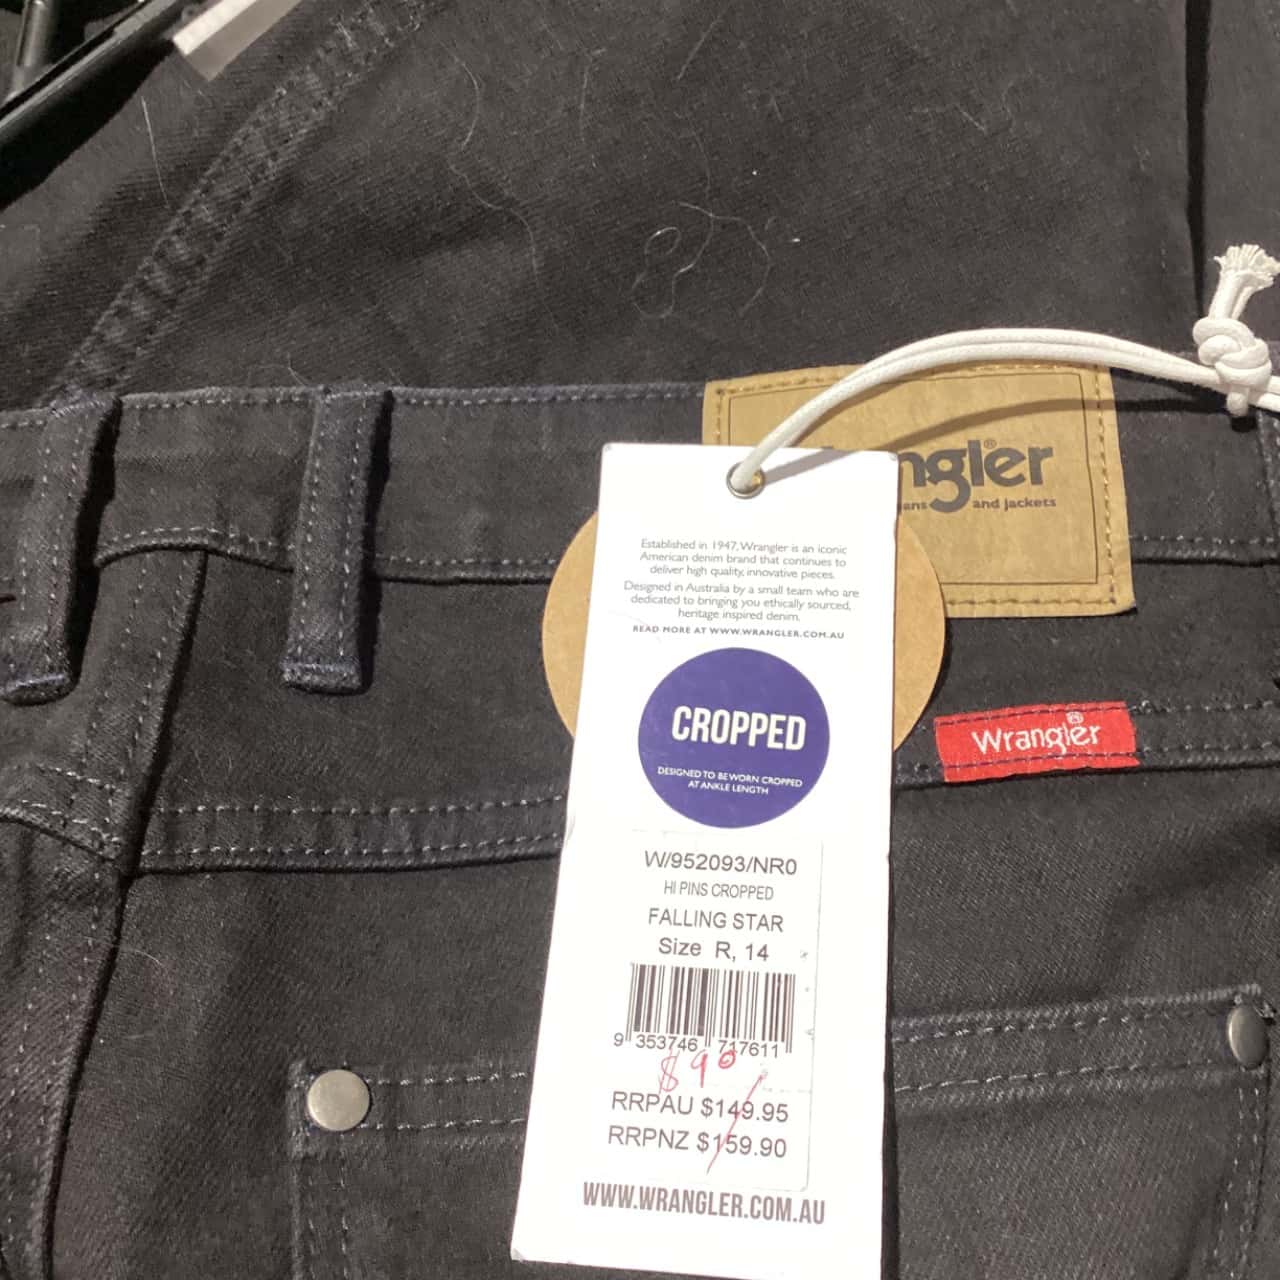 ngler
®
ans and jackets
Established in 1947, Wrangler is an iconic
American denim brand that continues to
deliver high quality, innovative pieces.
Designed in Australia by a small team who are
dedicated to bringing you ethically sourced,
heritage inspired denim.
READ MORE AT WWW.WRANGLER.COM.AU
CROPPED
DESIGNED TO BE WORN CROPPED
AT ANKLE LENGTH
Wrangler
®
W/952093/NR0
HI PINS CROPPED
FALLING STAR
Size R, 14
9 353746 717611
$90
RRPAU $149.95
RRPNZ $159.90
WWW.WRANGLER.COM.AU